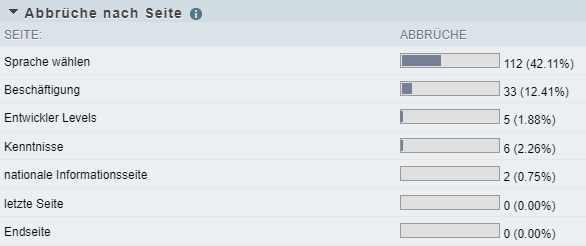 Abbrüche nach Seite
SEITE: ABBRÜCHE
Sprache wählen 112 (42.11%)
Beschäftigung 33 (12.41%)
Entwickler Levels 5 (1.88%)
Kenntnisse 6 (2.26%)
nationale Informationsseite 2 (0.75%)
letzte Seite 0 (0.00%)
Endseite 0 (0.00%)